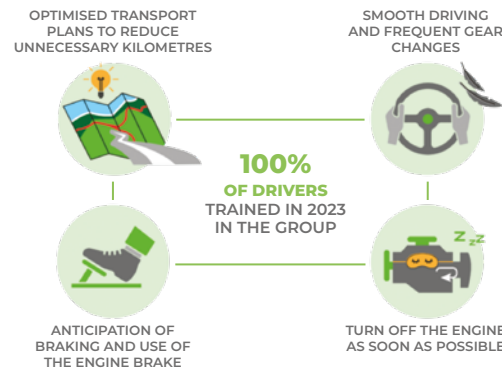 OPTIMISED TRANSPORT
PLANS TO REDUCE
UNNECESSARY KILOMETRES
SMOOTH DRIVING
AND FREQUENT GEAR
CHANGES
100%
OF DRIVERS
TRAINED IN 2023
IN THE GROUP
Z z z
ANTICIPATION OF
BRAKING AND USE OF
THE ENGINE BRAKE
TURN OFF THE ENGINE
AS SOON AS POSSIBLE